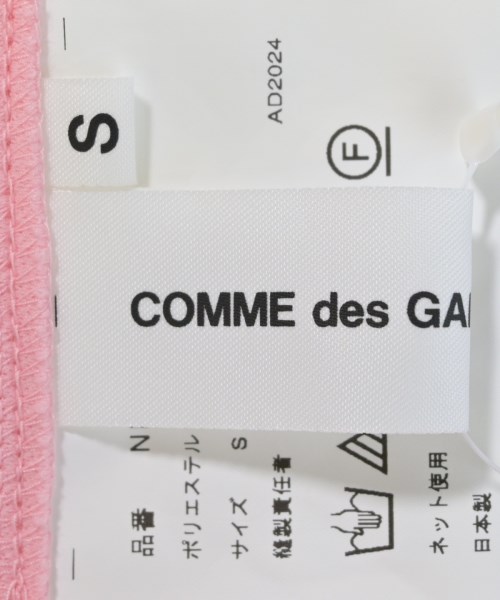 S
COMME des GA
AD2024
F
品番 N
ポリエステル
サイズ S
縫製責任者
ネット使用
日本製